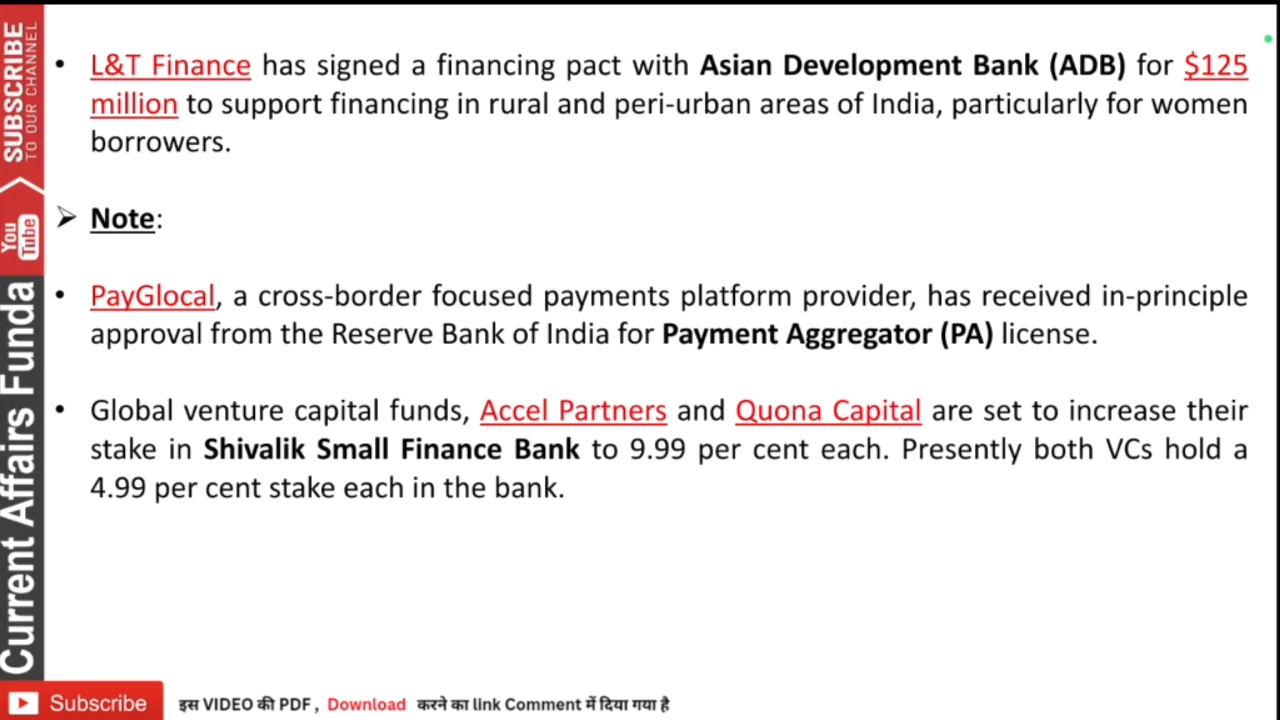 • L&T Finance has signed a financing pact with Asian Development Bank (ADB) for $125
million to support financing in rural and peri-urban areas of India, particularly for women
borrowers.
➢ Note:
• PayGlocal, a cross-border focused payments platform provider, has received in-principle
approval from the Reserve Bank of India for Payment Aggregator (PA) license.
• Global venture capital funds, Accel Partners and Quona Capital are set to increase their
stake in Shivalik Small Finance Bank to 9.99 per cent each. Presently both VCs hold a
4.99 per cent stake each in the bank.
SUBSCRIBE
TO OUR CHANNEL
You
Tube
Current Affairs Funda
Subscribe
इस VIDEO की PDF , Download करने का link Comment में दिया गया है